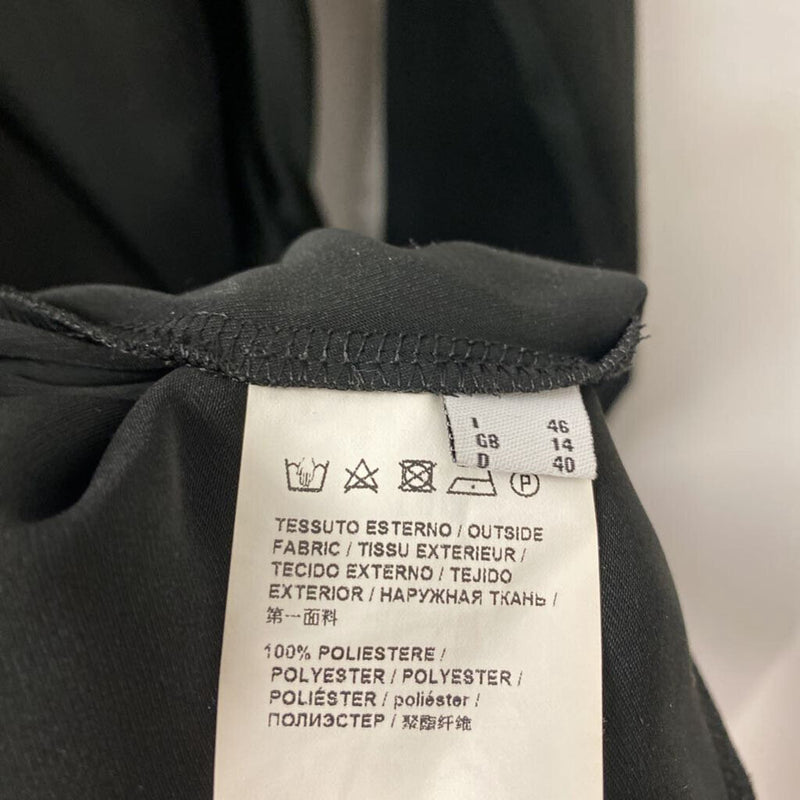 I 46
GB 14
D 40
P
TESSUTO ESTERNO / OUTSIDE
FABRIC / TISSU EXTERIEUR /
TECIDO EXTERNO / TEJIDO
EXTERIOR / НАРУЖНАЯ ТКАНЬ /
第一面料
100% POLIESTERE /
POLYESTER / POLYESTER /
POLIÉSTER / poliéster /
ПОЛИЭСТЕР / 聚酯纤维